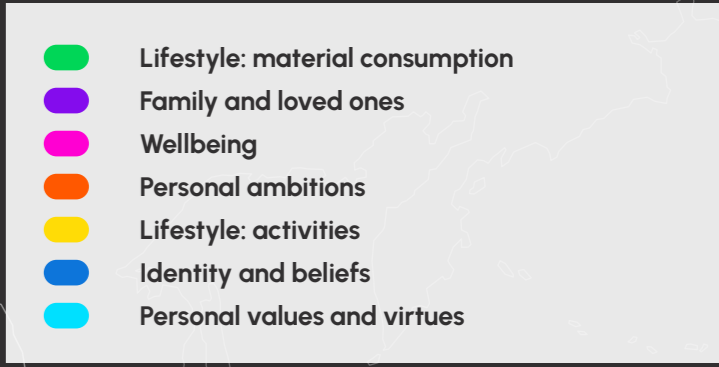 Lifestyle: material consumption
Family and loved ones
Wellbeing
Personal ambitions
Lifestyle: activities
Identity and beliefs
Personal values and virtues